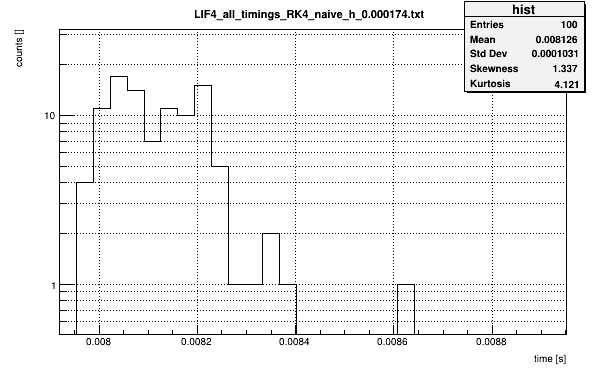 LIF4_all_timings_RK4_naive_h_0.000174.txt
hist
Entries 100
Mean 0.008126
Std Dev 0.0001031
Skewness 1.337
Kurtosis 4.121
counts []
10
1
0.008 0.0082 0.0084 0.0086 0.0088
time [s]